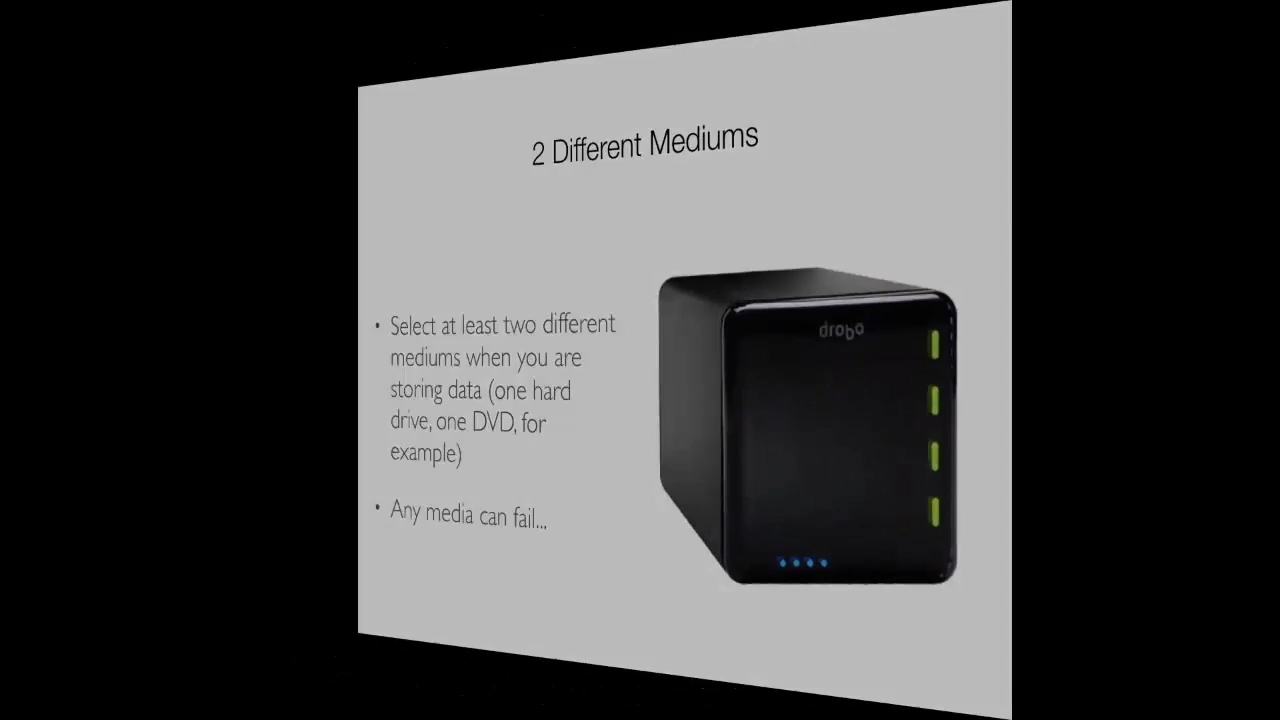 2 Different Mediums
• Select at least two different
mediums when you are
storing data (one hard
drive, one DVD, for
example)
• Any media can fail...
drobo